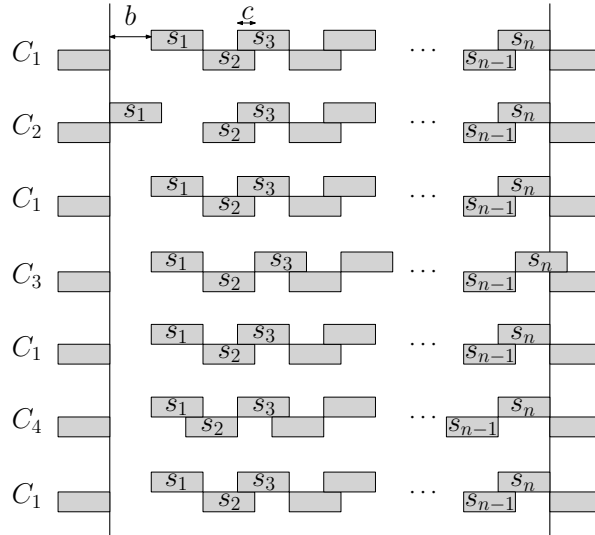 b c
C₁ s₁ s₂ s₃ ... sₙ₋₁ sₙ
C₂ s₁ s₂ s₃ ... sₙ₋₁ sₙ
C₁ s₁ s₂ s₃ ... sₙ₋₁ sₙ
C₃ s₁ s₂ s₃ ... sₙ₋₁ sₙ
C₁ s₁ s₂ s₃ ... sₙ₋₁ sₙ
C₄ s₁ s₂ s₃ ... sₙ₋₁ sₙ
C₁ s₁ s₂ s₃ ... sₙ₋₁ sₙ